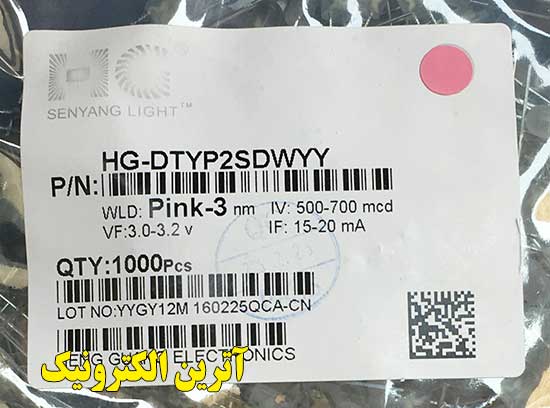 HG
SENYANG LIGHT™
HG-DTYP2SDWYY
P/N:
WLD: Pink-3 nm IV: 500-700 mcd
VF:3.0-3.2 v IF: 15-20 mA
QTY:1000Pcs
LOT NO:YYGY12M 160225QCA-CN
ELECTRONICS
آترین الکترونیک